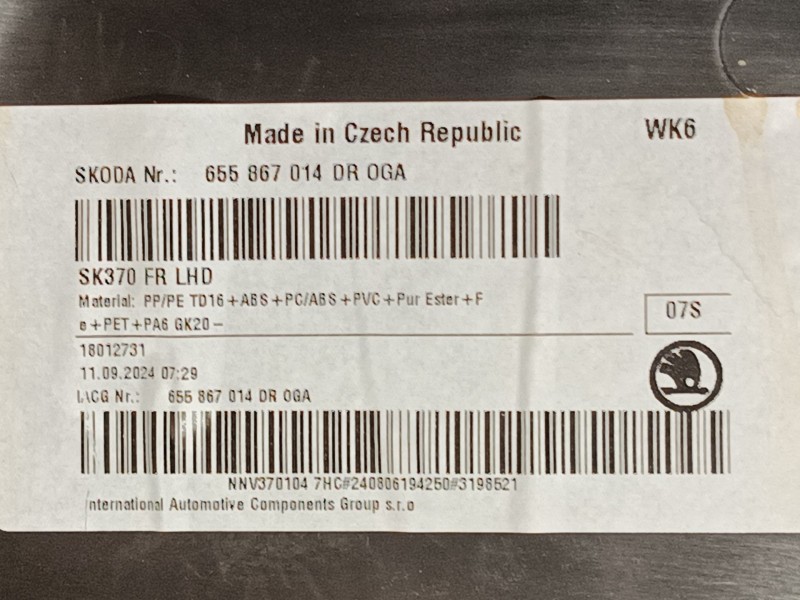 Made in Czech Republic
WK6
SKODA Nr.: 655 867 014 DR OGA
SK370 FR LHD
Material: PP/PE TD16+ABS+PC/ABS+PVC+Pur Ester+F
e+PET+PA6 GK20-
07S
18012731
11.09.2024 07:29
IACG Nr.: 655 867 014 DR OGA
NNV370104 7HC#240806194250#3198521
International Automotive Components Group s.r.o